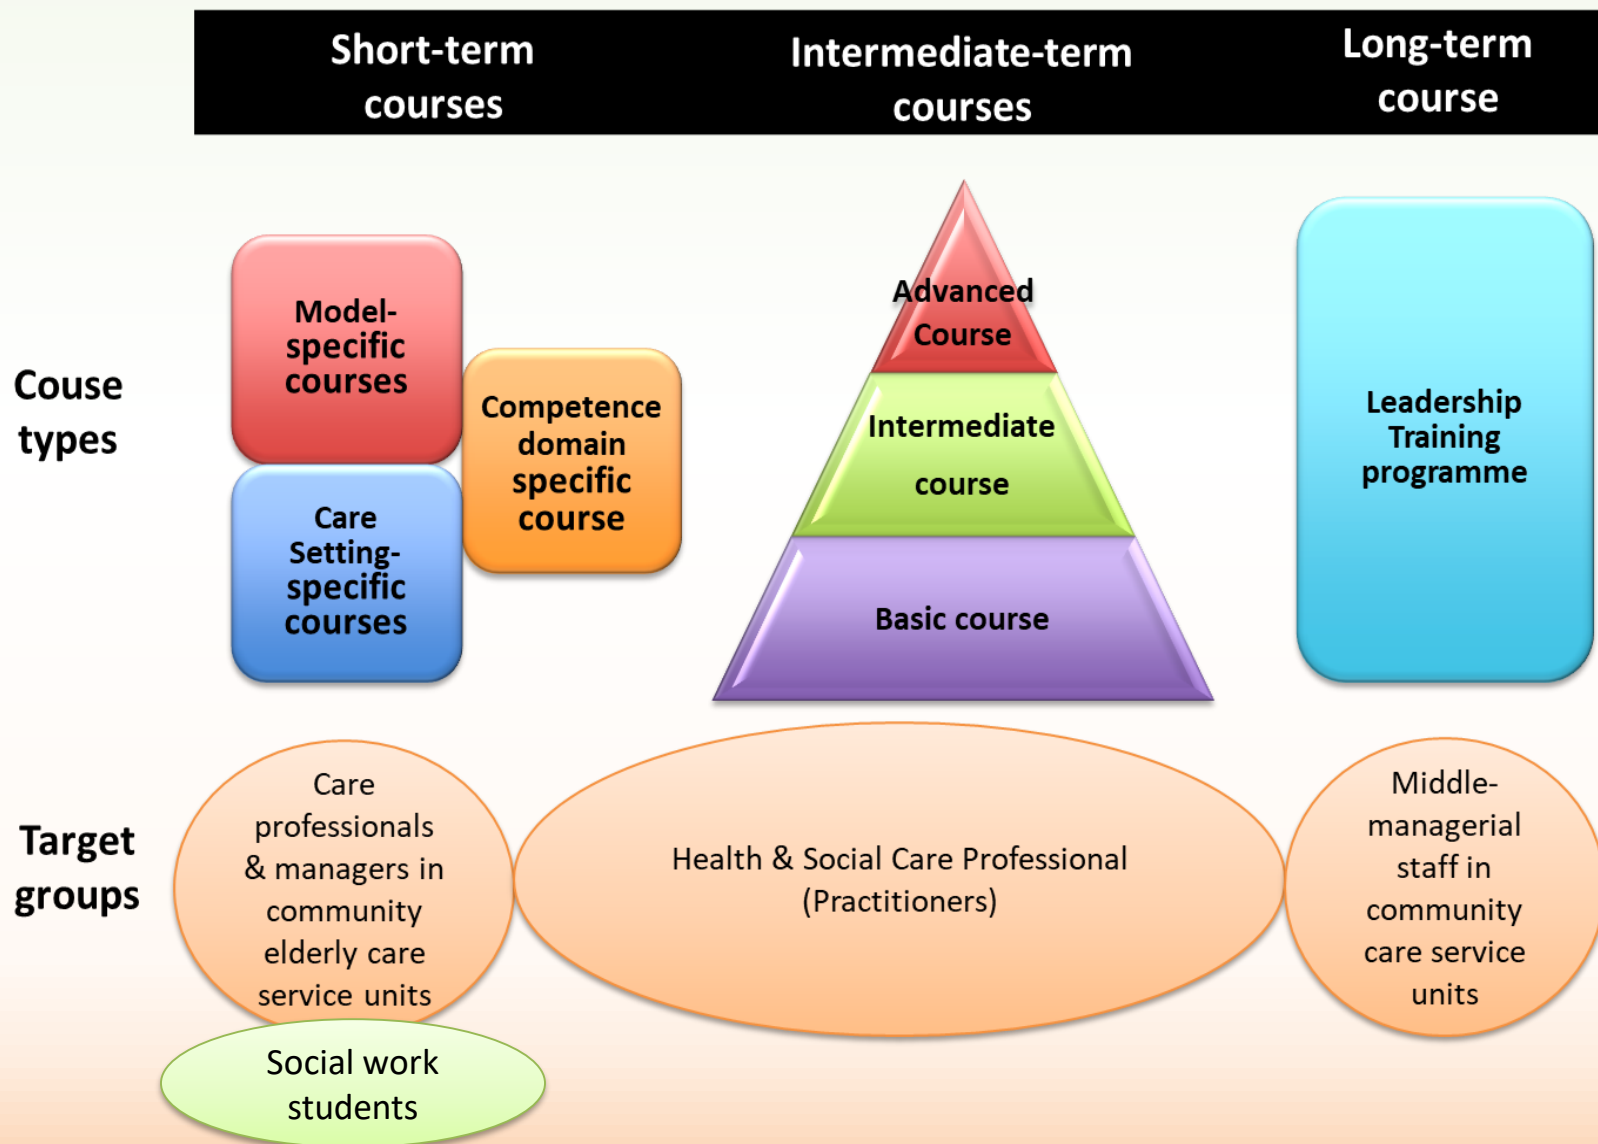 Short-term
courses
Intermediate-term
courses
Long-term
course
Couse
types
Model-
specific
courses
Competence
domain
specific
course
Care
Setting-
specific
courses
Advanced
Course
Intermediate
course
Basic course
Leadership
Training
programme
Target
groups
Care
professionals
& managers in
community
elderly care
service units
Social work
students
Health & Social Care Professional
(Practitioners)
Middle-
managerial
staff in
community
care service
units